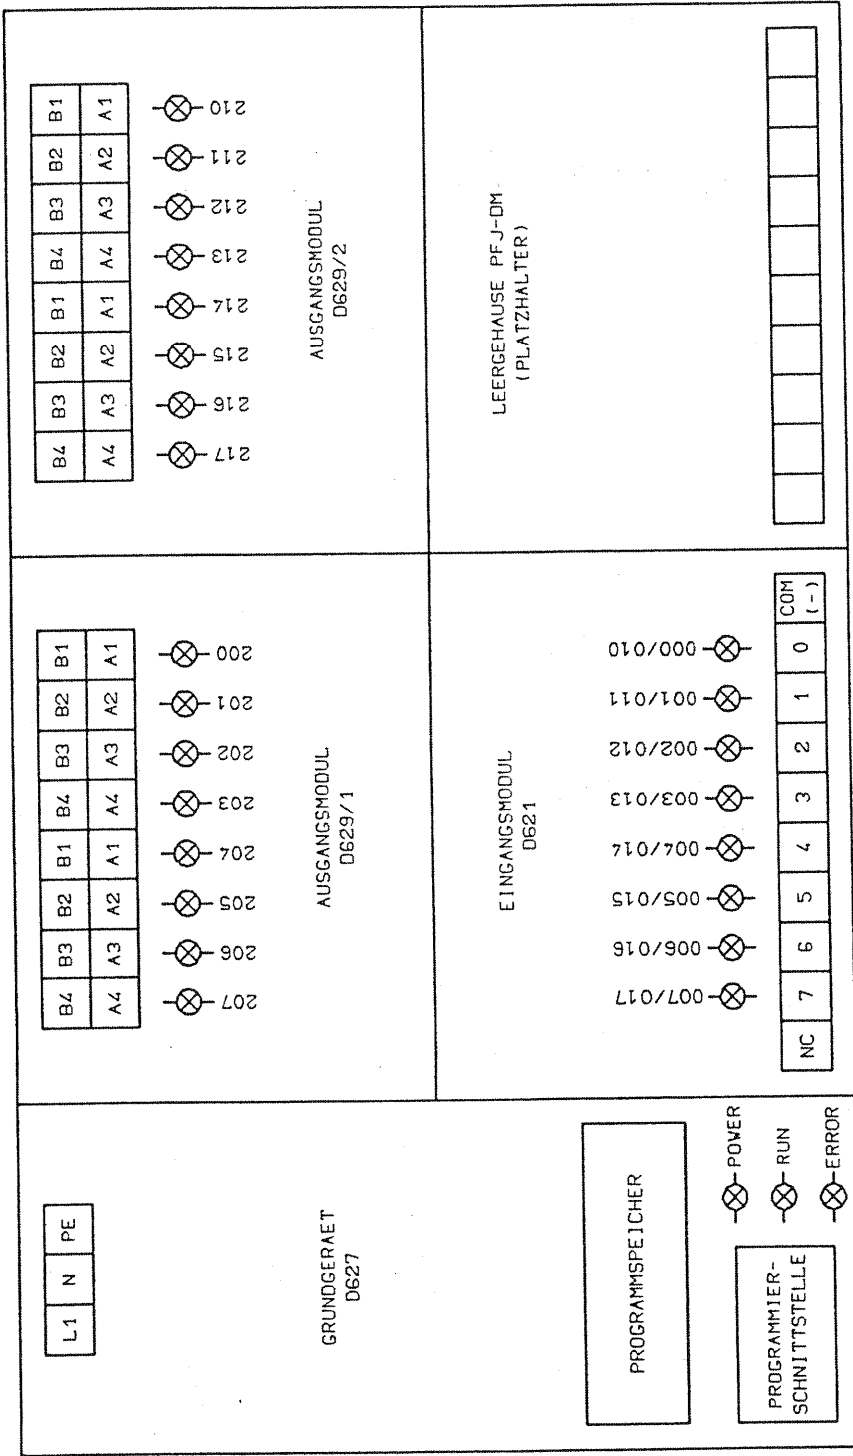 L1 N PE
GRUNDGERAET
D627
PROGRAMMSPEICHER
PROGRAMMIER-
SCHNITTSTELLE
POWER
RUN
ERROR
B4 B3 B2 B1 B4 B3 B2 B1
A4 A3 A2 A1 A4 A3 A2 A1
207 206 205 204 203 202 201 200
AUSGANGSMODUL
D629/1
EINGANGSMODUL
D621
007/017 006/016 005/015 004/014 003/013 002/012 001/011 000/010
NC 7 6 5 4 3 2 1 0 COM
(-)
B4 B3 B2 B1 B4 B3 B2 B1
A4 A3 A2 A1 A4 A3 A2 A1
217 216 215 214 213 212 211 210
AUSGANGSMODUL
D629/2
LEERGEHAUSE PFJ-DM
(PLATZHALTER)